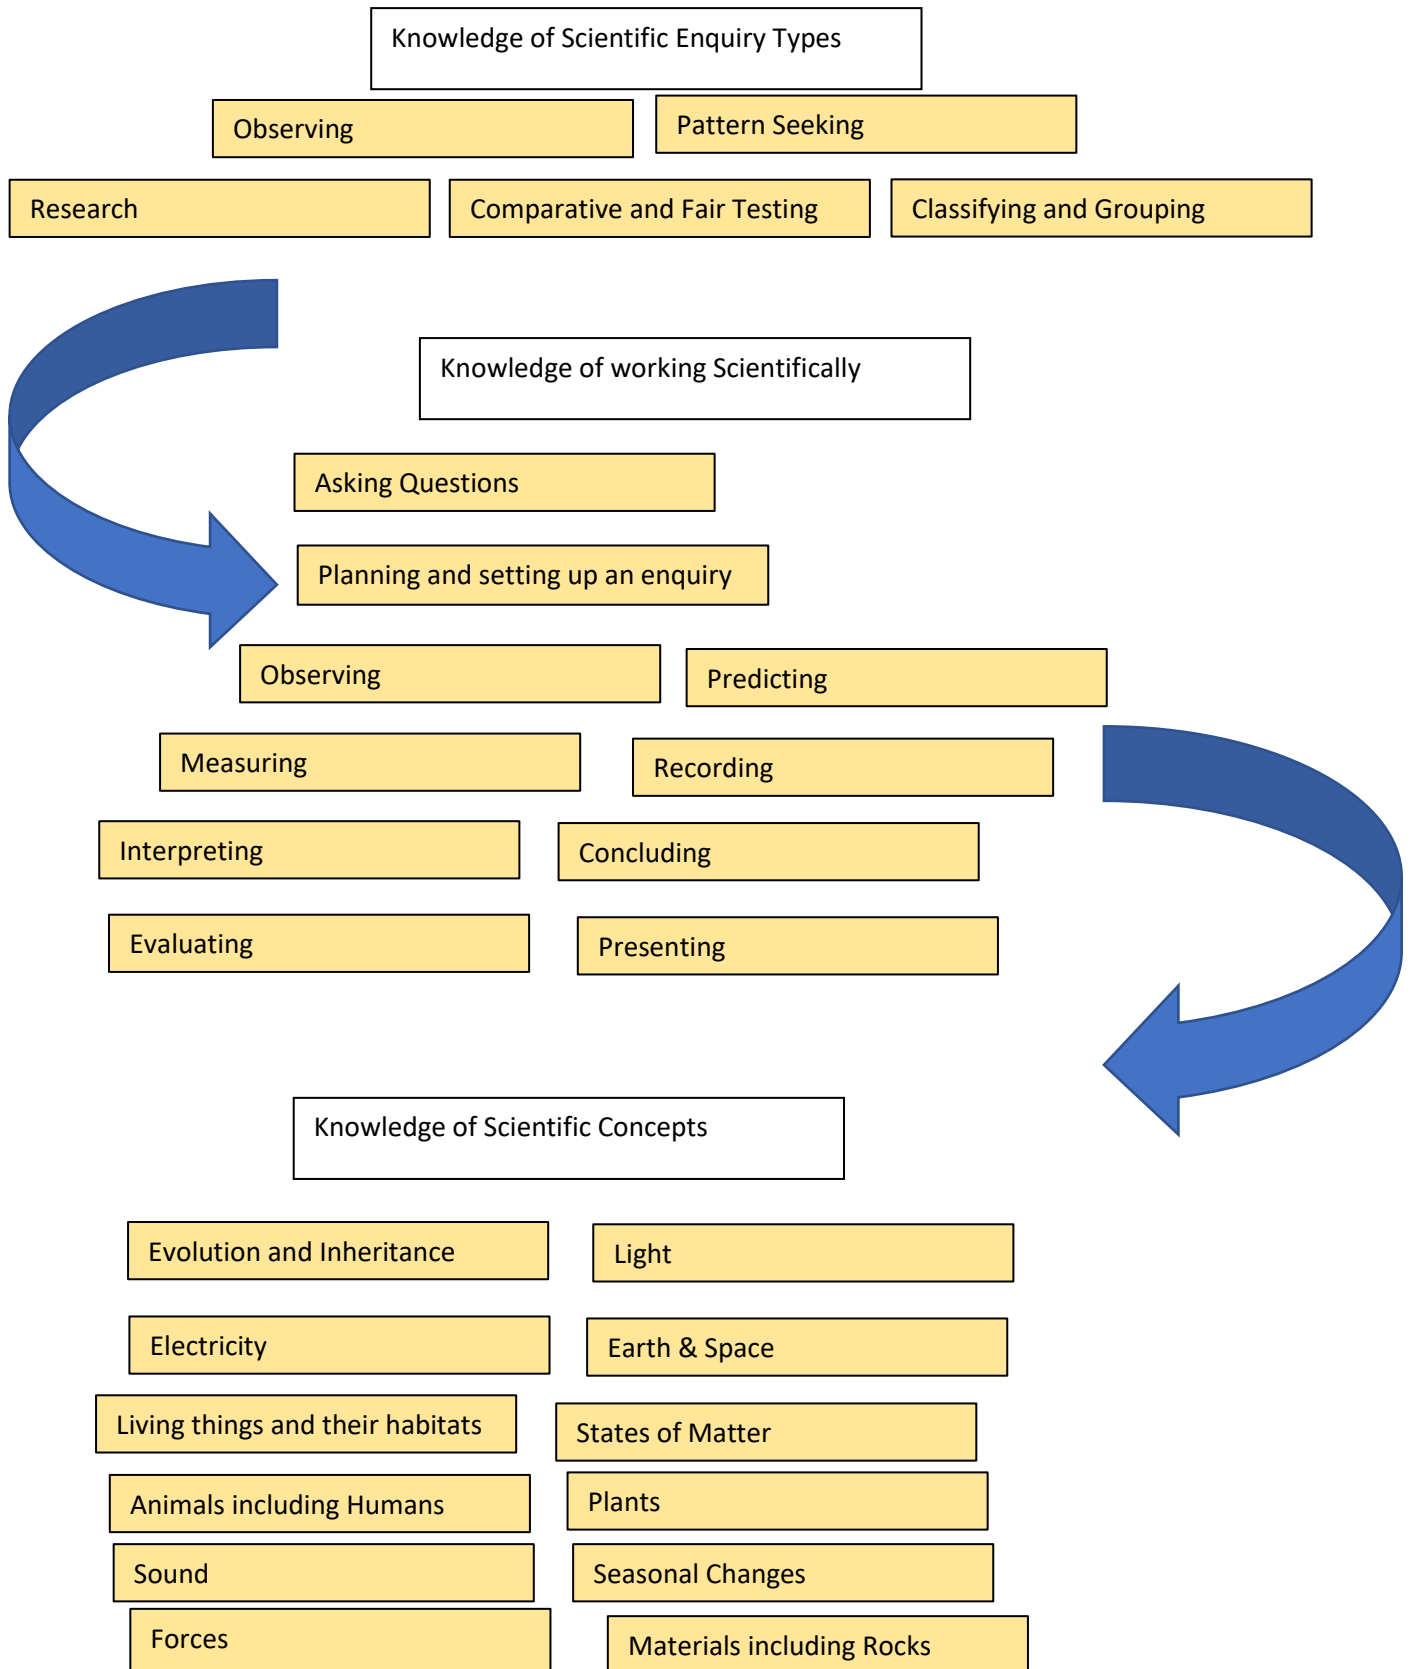 Knowledge of Scientific Enquiry Types
Observing
Pattern Seeking
Research
Comparative and Fair Testing
Classifying and Grouping
Knowledge of working Scientifically
Asking Questions
Planning and setting up an enquiry
Observing
Predicting
Measuring
Recording
Interpreting
Concluding
Evaluating
Presenting
Knowledge of Scientific Concepts
Evolution and Inheritance
Light
Electricity
Earth & Space
Living things and their habitats
States of Matter
Animals including Humans
Plants
Sound
Seasonal Changes
Forces
Materials including Rocks